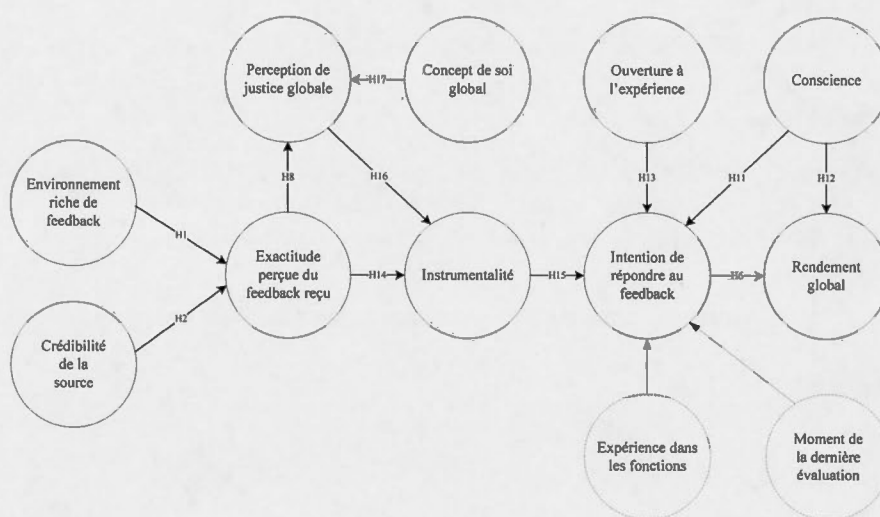 Perception de
justice globale
H17
Concept de soi
global
Ouverture à
l'expérience
Conscience
Environnement
riche de
feedback
H1
H8
H16
H13
H11
H12
Exactitude
perçue du
feedback reçu
H14
Instrumentalité
H15
Intention de
répondre au
feedback
H6
Rendement
global
H2
Crédibilité
de la
source
Expérience dans
les fonctions
Moment de
la dernière
évaluation